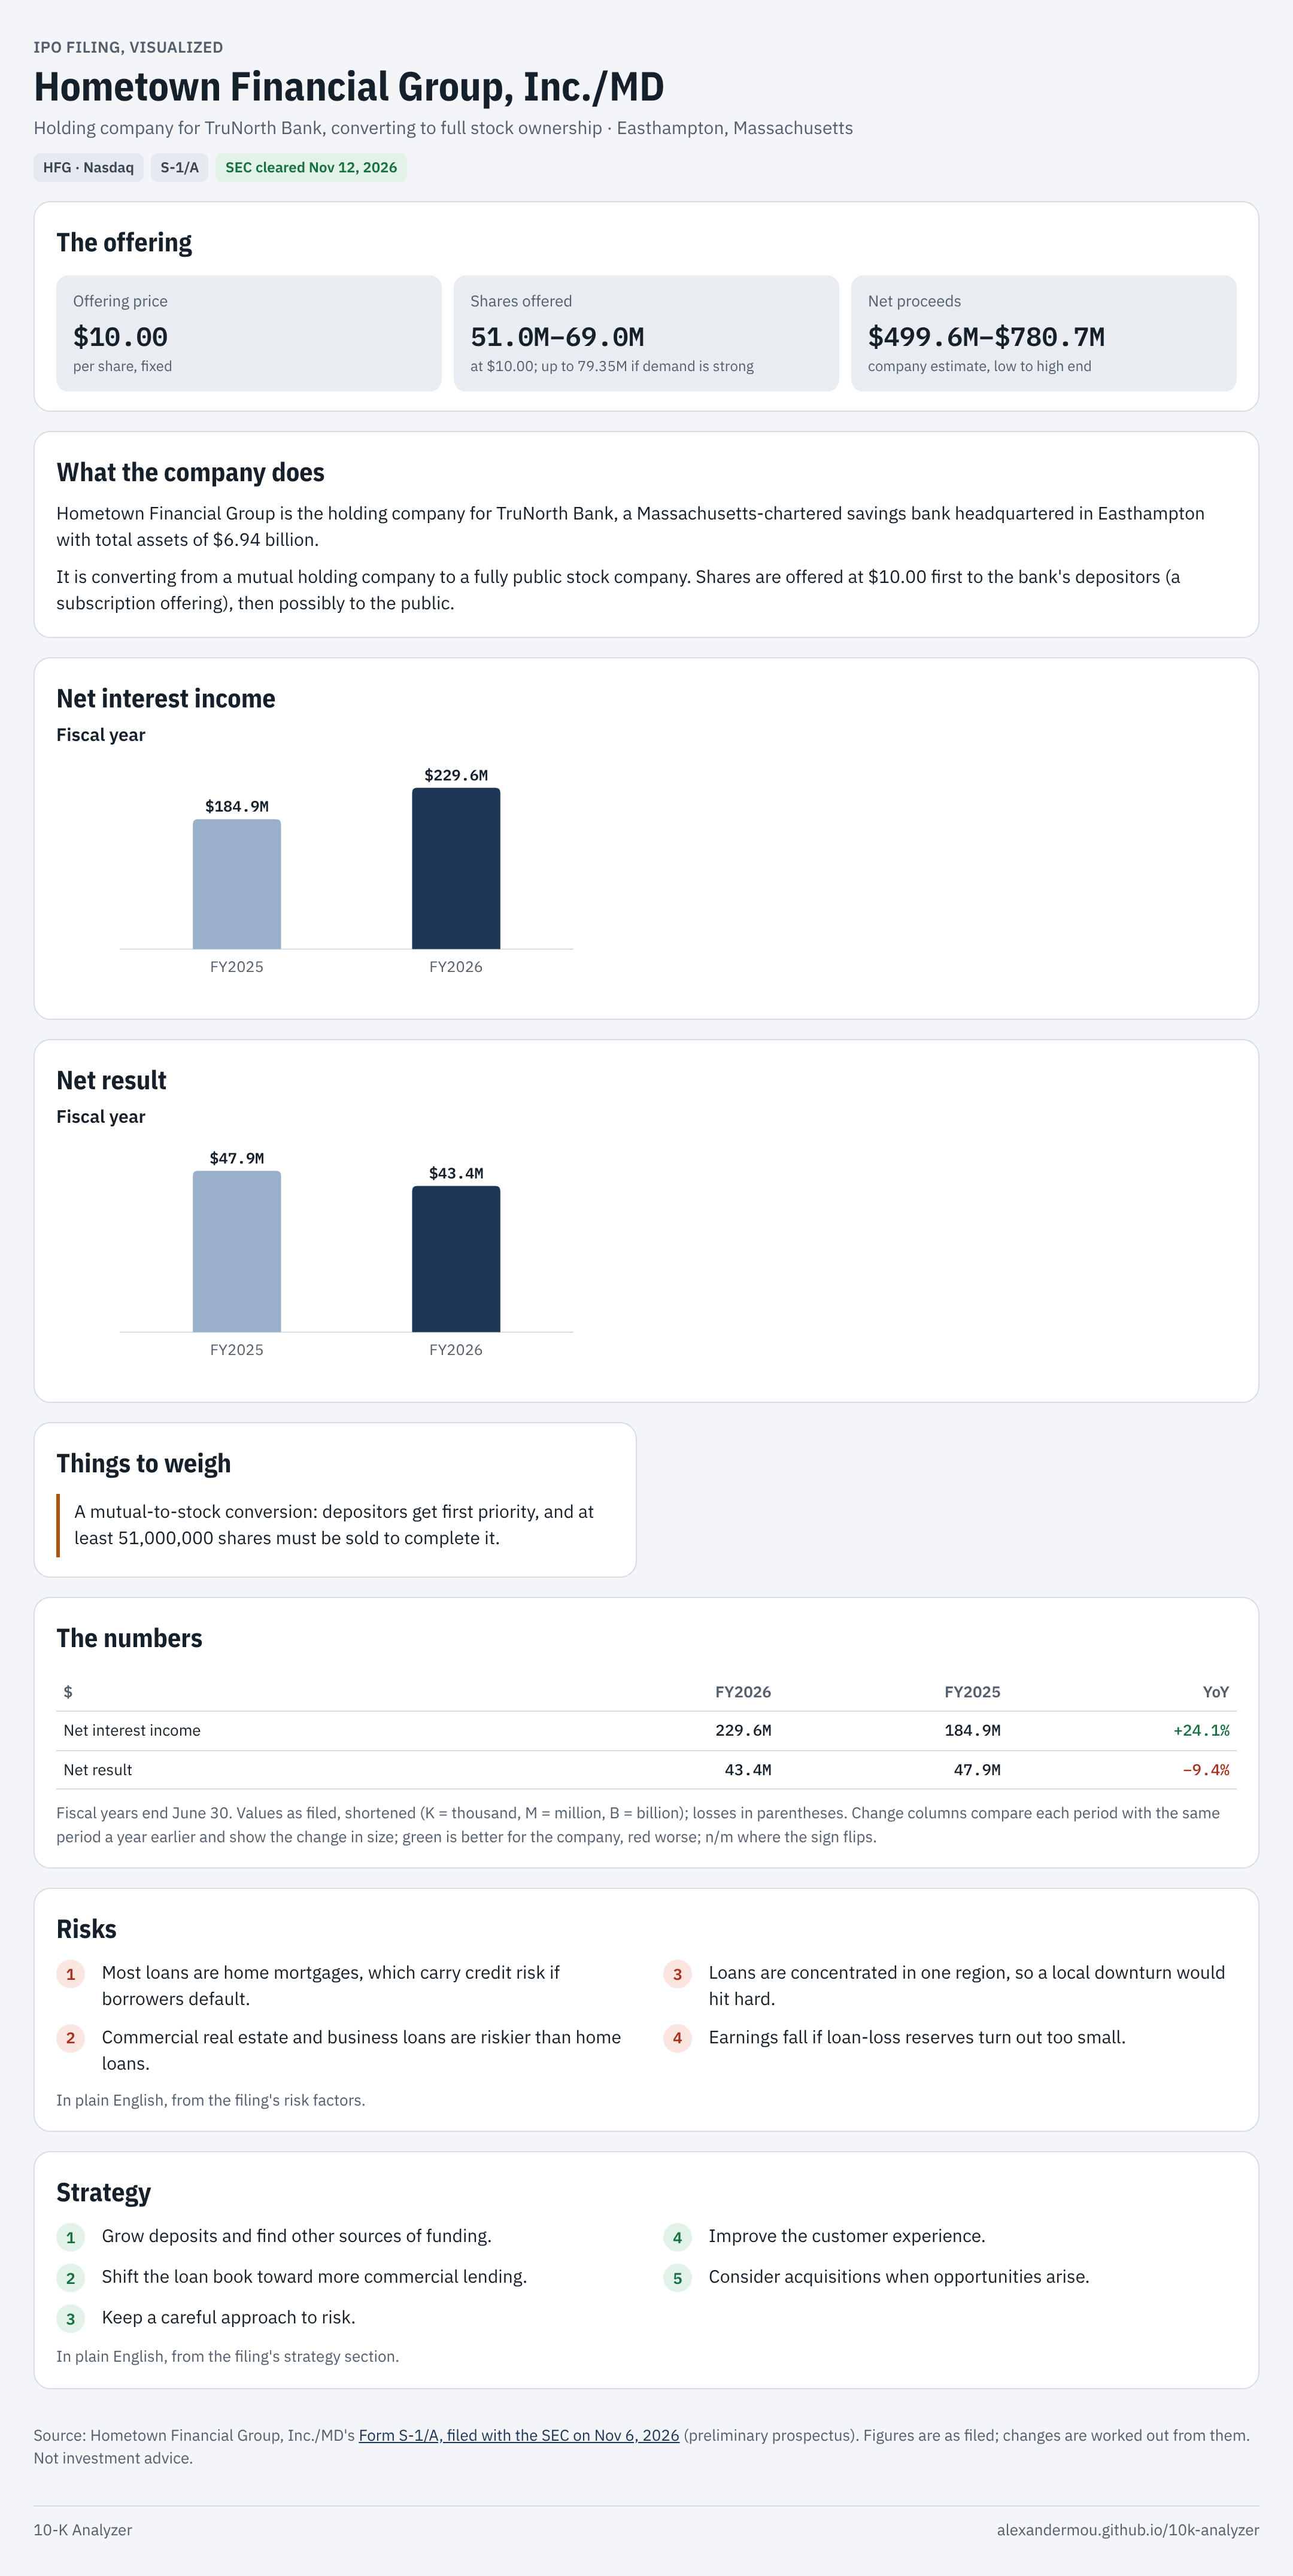 IPO FILING, VISUALIZED
Hometown Financial Group, Inc./MD
Holding company for TruNorth Bank, converting to full stock ownership · Easthampton, Massachusetts
HFG · Nasdaq
S-1/A
SEC cleared Nov 12, 2026
The offering
Offering price
$10.00
per share, fixed
Shares offered
51.0M–69.0M
at $10.00; up to 79.35M if demand is strong
Net proceeds
$499.6M–$780.7M
company estimate, low to high end
What the company does
Hometown Financial Group is the holding company for TruNorth Bank, a Massachusetts-chartered savings bank headquartered in Easthampton
with total assets of $6.94 billion.
It is converting from a mutual holding company to a fully public stock company. Shares are offered at $10.00 first to the bank's depositors (a
subscription offering), then possibly to the public.
Net interest income
Fiscal year
$184.9M
$229.6M
FY2025
FY2026
Net result
Fiscal year
$47.9M
$43.4M
FY2025
FY2026
Things to weigh
A mutual-to-stock conversion: depositors get first priority, and at
least 51,000,000 shares must be sold to complete it.
The numbers
$ FY2026 FY2025 YoY
Net interest income 229.6M 184.9M +24.1%
Net result 43.4M 47.9M −9.4%
Fiscal years end June 30. Values as filed, shortened (K = thousand, M = million, B = billion); losses in parentheses. Change columns compare each period with the same
period a year earlier and show the change in size; green is better for the company, red worse; n/m where the sign flips.
Risks
1 Most loans are home mortgages, which carry credit risk if
borrowers default.
2 Commercial real estate and business loans are riskier than home
loans.
3 Loans are concentrated in one region, so a local downturn would
hit hard.
4 Earnings fall if loan-loss reserves turn out too small.
In plain English, from the filing's risk factors.
Strategy
1 Grow deposits and find other sources of funding.
2 Shift the loan book toward more commercial lending.
3 Keep a careful approach to risk.
4 Improve the customer experience.
5 Consider acquisitions when opportunities arise.
In plain English, from the filing's strategy section.
Source: Hometown Financial Group, Inc./MD's Form S-1/A, filed with the SEC on Nov 6, 2026 (preliminary prospectus). Figures are as filed; changes are worked out from them.
Not investment advice.
10-K Analyzer
alexandermou.github.io/10k-analyzer